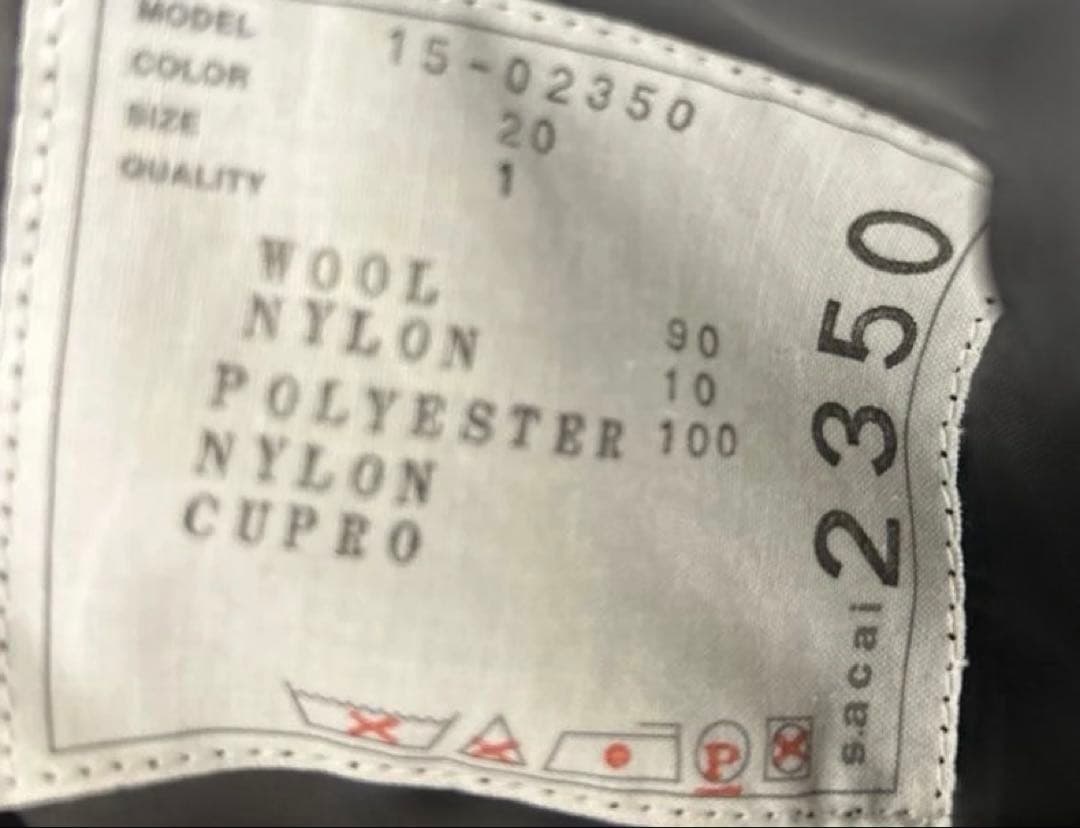 MODEL 15-02350
COLOR 20
SIZE 1
QUALITY
WOOL 90
NYLON 10
POLYESTER 100
NYLON
CUPRO
P
sacai 2350